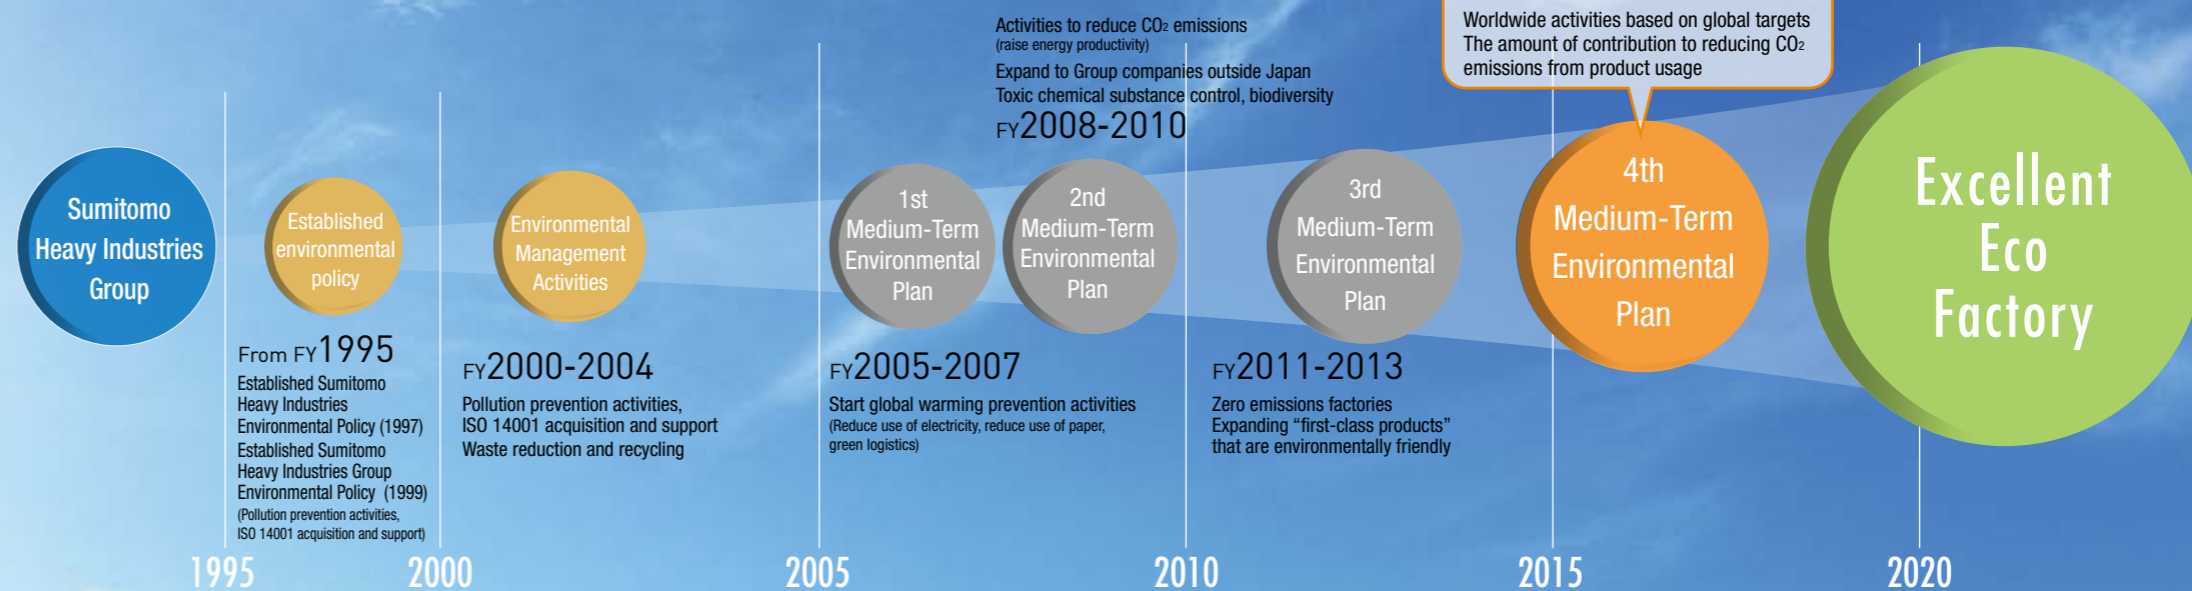 Sumitomo
Heavy Industries
Group
Established
environmental
policy
From FY1995
Established Sumitomo
Heavy Industries
Environmental Policy (1997)
Established Sumitomo
Heavy Industries Group
Environmental Policy (1999)
(Pollution prevention activities,
ISO 14001 acquisition and support)
Environmental
Management
Activities
FY2000-2004
Pollution prevention activities,
ISO 14001 acquisition and support
Waste reduction and recycling
1st
Medium-Term
Environmental
Plan
FY2005-2007
Start global warming prevention activities
(Reduce use of electricity, reduce use of paper,
green logistics)
Activities to reduce CO2 emissions
(raise energy productivity)
Expand to Group companies outside Japan
Toxic chemical substance control, biodiversity
FY2008-2010
2nd
Medium-Term
Environmental
Plan
3rd
Medium-Term
Environmental
Plan
FY2011-2013
Zero emissions factories
Expanding “first-class products”
that are environmentally friendly
Worldwide activities based on global targets
The amount of contribution to reducing CO2
emissions from product usage
4th
Medium-Term
Environmental
Plan
Excellent
Eco
Factory
1995
2000
2005
2010
2015
2020